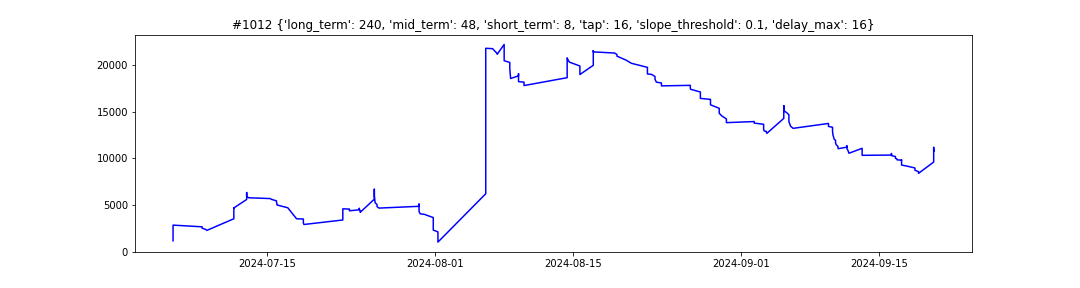 #1012 {'long_term': 240, 'mid_term': 48, 'short_term': 8, 'tap': 16, 'slope_threshold': 0.1, 'delay_max': 16}
20000
15000
10000
5000
0
2024-07-15 2024-08-01 2024-08-15 2024-09-01 2024-09-15